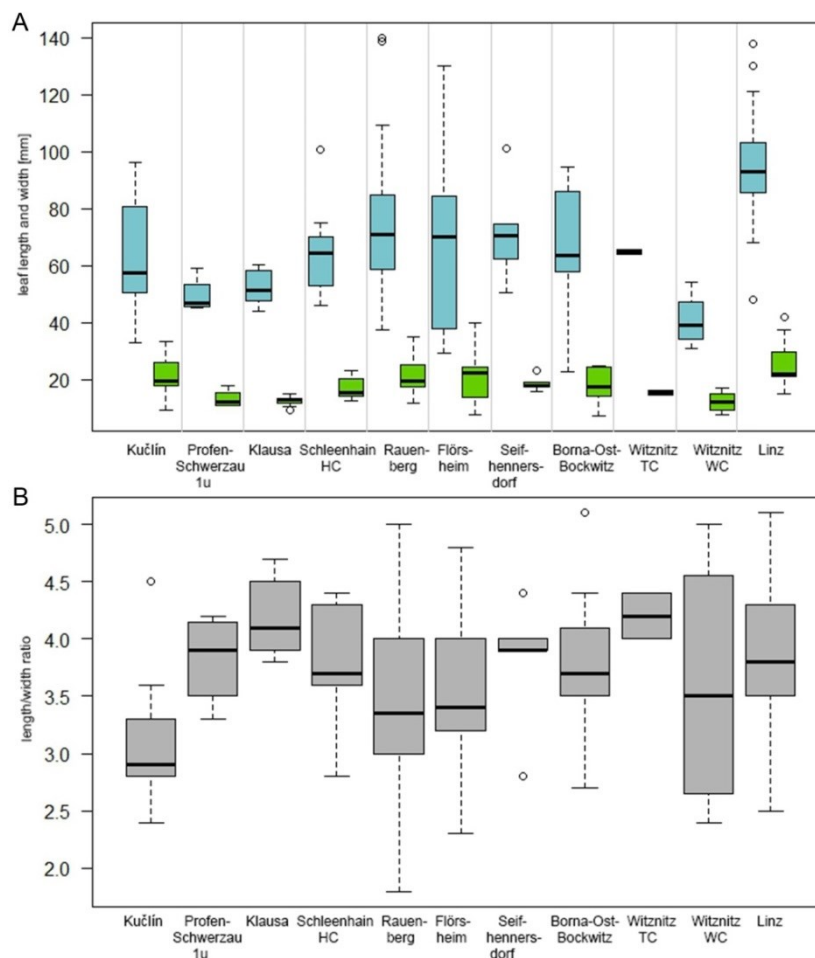 A
140
120
100
80
60
40
20
leaf length and width [mm]
Kučlín
Profen-
Schwerzau
1u
Klausa
Schleenhain
HC
Rauen-
berg
Flörs-
heim
Seif-
henners-
dorf
Borna-Ost-
Bockwitz
Witznitz
TC
Witznitz
WC
Linz
B
5.0
4.5
4.0
3.5
3.0
2.5
2.0
length/width ratio
Kučlín
Profen-
Schwerzau
1u
Klausa
Schleenhain
HC
Rauen-
berg
Flörs-
heim
Seif-
henners-
dorf
Borna-Ost-
Bockwitz
Witznitz
TC
Witznitz
WC
Linz